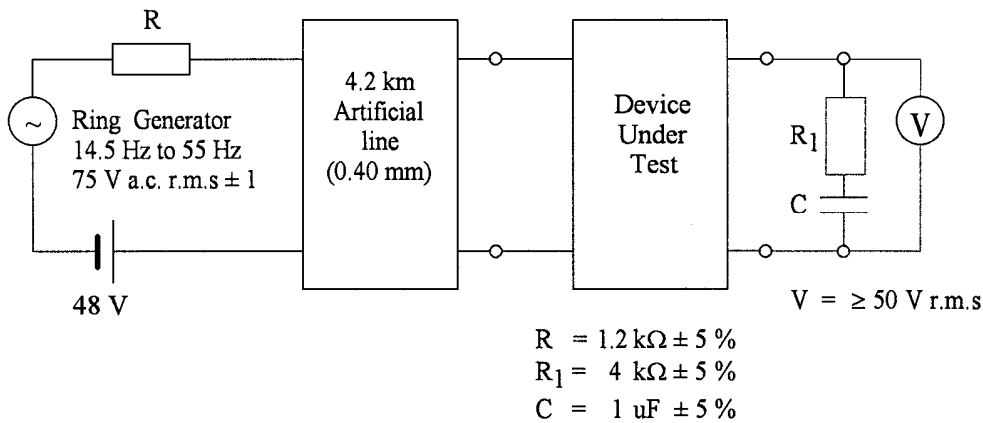 R
~
Ring Generator
14.5 Hz to 55 Hz
75 V a.c. r.m.s ± 1
48 V
4.2 km
Artificial
line
(0.40 mm)
Device
Under
Test
R1
C
V
V = ≥ 50 V r.m.s
R = 1.2 kΩ ± 5 %
R1 = 4 kΩ ± 5 %
C = 1 uF ± 5 %